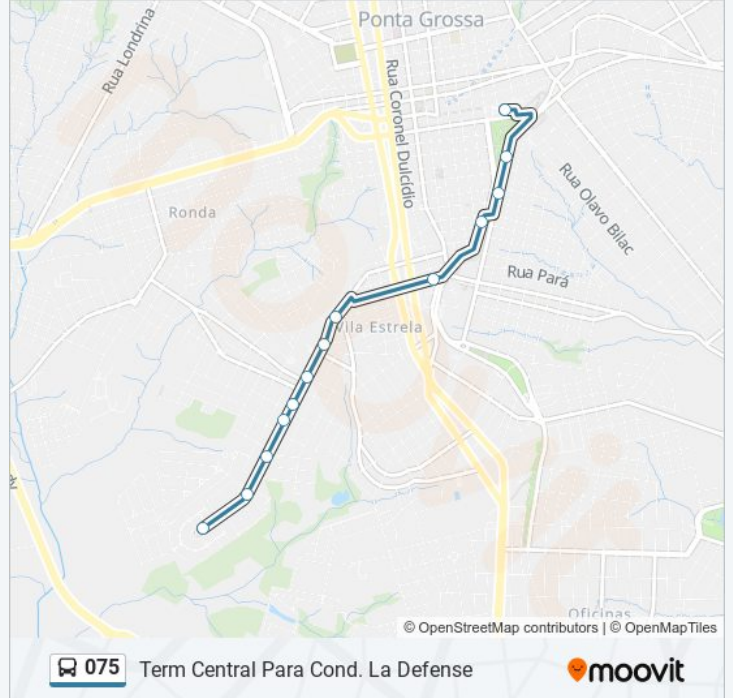 Ponta Grossa
Rua Londrina
Rua Coronel Dulcídio
Rua Olavo Bilac
Ronda
Rua Pará
Vila Estrela
Oficinas
© OpenStreetMap contributors | © OpenMapTiles
075 Term Central Para Cond. La Defense
moovit